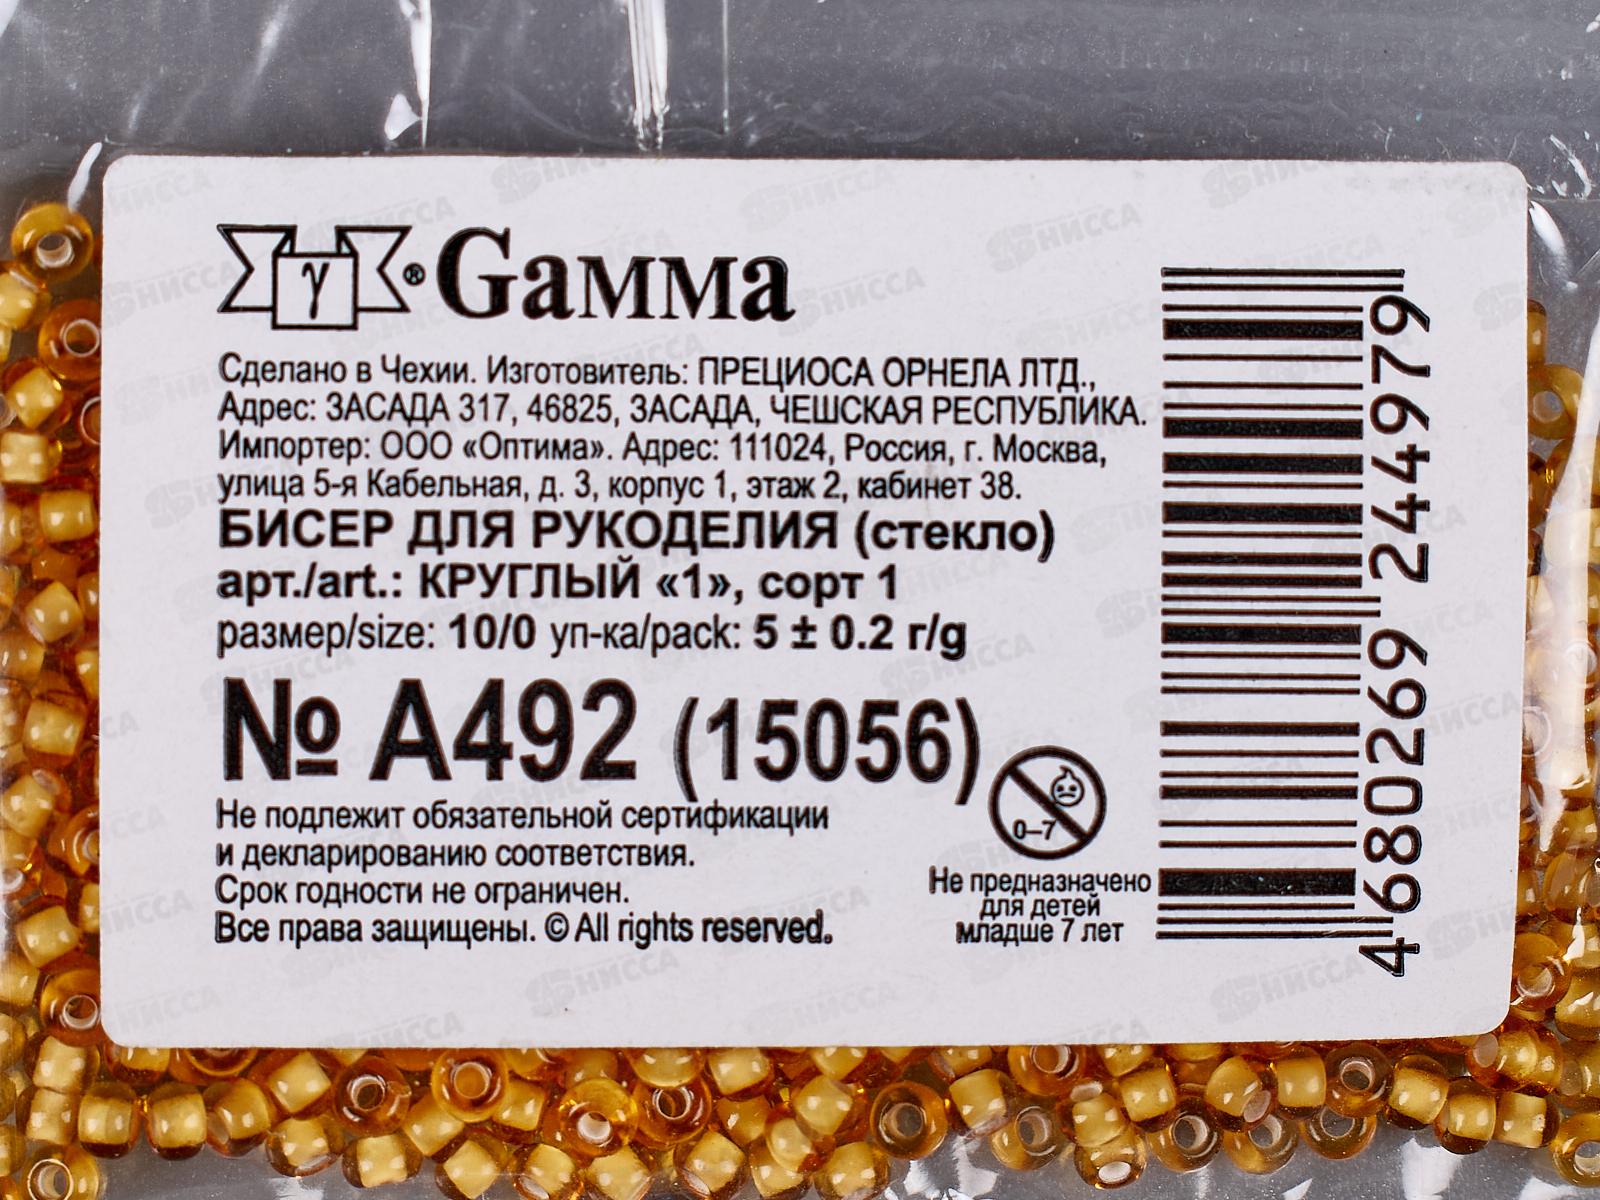 γ ® Gамма
Сделано в Чехии. Изготовитель: ПРЕЦИОСА ОРНЕЛА ЛТД.,
Адрес: ЗАСАДА 317, 46825, ЗАСАДА, ЧЕШСКАЯ РЕСПУБЛИКА.
Импортер: ООО «Оптима». Адрес: 111024, Россия, г. Москва,
улица 5-я Кабельная, д. 3, корпус 1, этаж 2, кабинет 38.
БИСЕР ДЛЯ РУКОДЕЛИЯ (стекло)
арт./art.: КРУГЛЫЙ «1», сорт 1
размер/size: 10/0 уп-ка/pack: 5 ± 0.2 г/g
№ A492 (15056)
Не подлежит обязательной сертификации
и декларированию соответствия.
Срок годности не ограничен.
Все права защищены. © All rights reserved.
0–7
Не предназначено
для детей
младше 7 лет
4 680269 244979